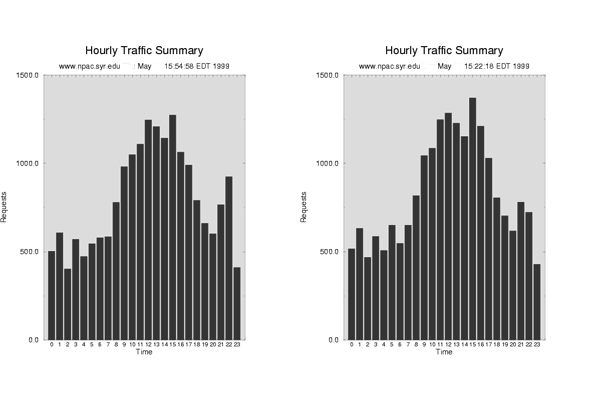 Hourly Traffic Summary
www.npac.syr.edu May 15:54:58 EDT 1999
1500.0
1000.0
500.0
0.0
Requests
0 1 2 3 4 5 6 7 8 9 10 11 12 13 14 15 16 17 18 19 20 21 22 23
Time
Hourly Traffic Summary
www.npac.syr.edu May 15:22:18 EDT 1999
1500.0
1000.0
500.0
0.0
Requests
0 1 2 3 4 5 6 7 8 9 10 11 12 13 14 15 16 17 18 19 20 21 22 23
Time